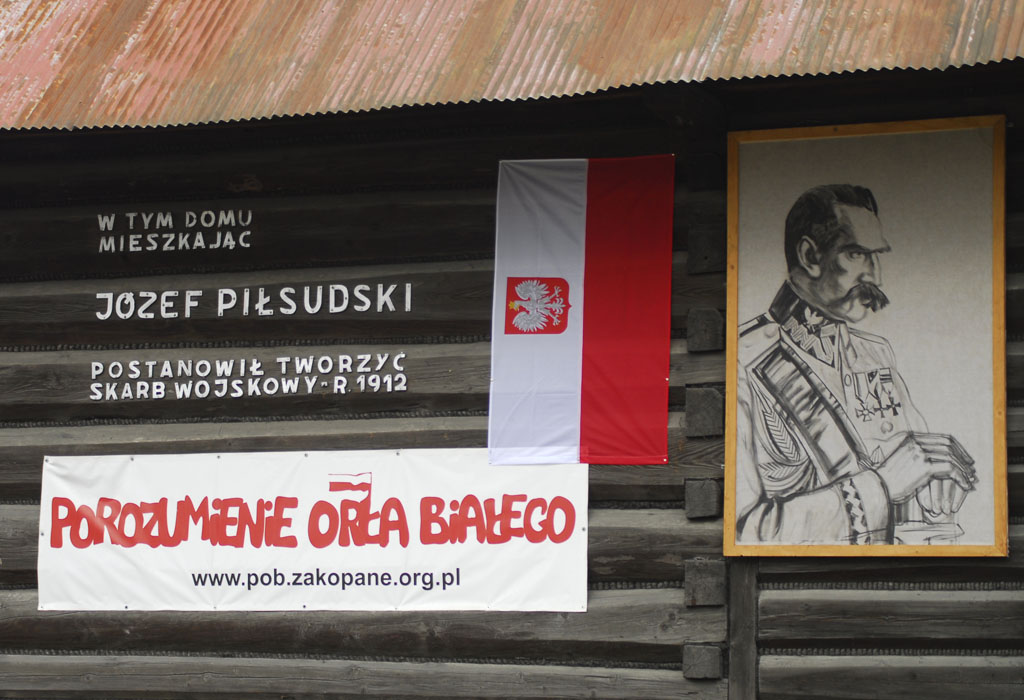 W TYM DOMU
MIESZKAJĄC
JÓZEF PIŁSUDSKI
POSTANOWIŁ TWORZYĆ
SKARB WOJSKOWY - R. 1912
POROZUMIENIE ORŁA BIAŁEGO
www.pob.zakopane.org.pl